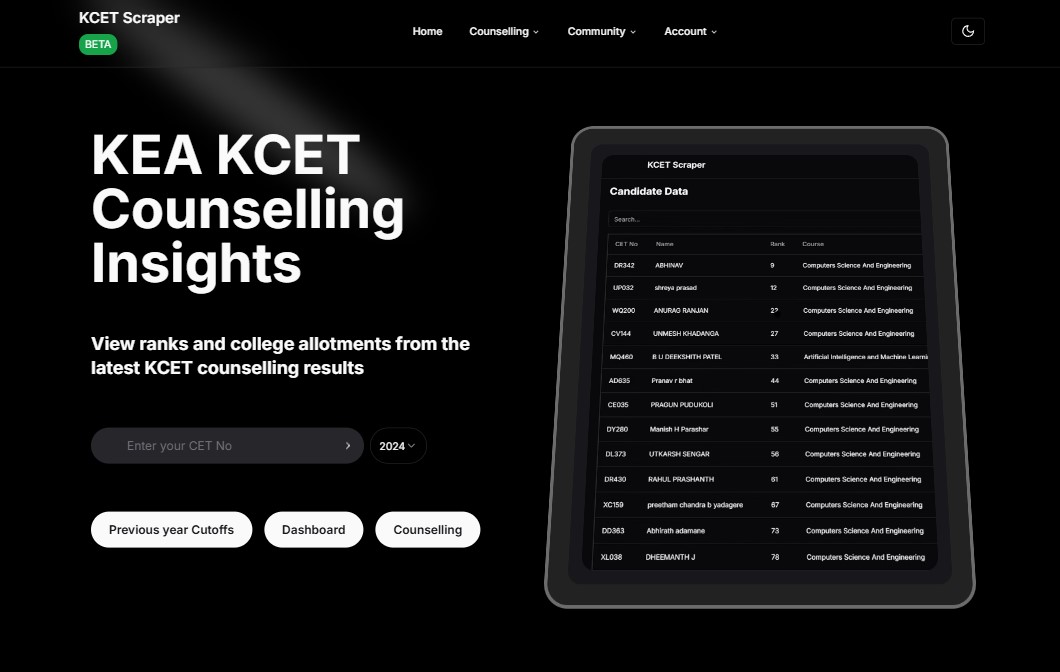 KCET Scraper
BETA
Home Counselling Community Account
KEA KCET
Counselling
Insights
View ranks and college allotments from the
latest KCET counselling results
Enter your CET No
2024
Previous year Cutoffs Dashboard Counselling
KCET Scraper
Candidate Data
Search...
CET No Name Rank Course
DR342 ABHINAV 9 Computers Science And Engineering
UP032 shreya prasad 12 Computers Science And Engineering
WQ200 ANURAG RANJAN Computers Science And Engineering
CV144 UNMESH KHADANGA 27 Computers Science And Engineering
MQ460 B U DEEKSHITH PATEL 33 Artificial Intelligence and Machine
AD635 Pranav r bhat 44 Computers Science And Engineering
CE035 PRAGUN PUDUKOLI 51 Computers Science And Engineering
DY280 Manish H Parashar 55 Computers Science And Engineering
DL373 UTKARSH SENGAR 56 Computers Science And Engineering
DR430 RAHUL PRASHANTH 61 Computers Science And Engineering
XC159 preetham chandra b yadagere 67 Computers Science And Engineering
DD363 Abhirath adamane 73 Computers Science And Engineering
XL038 DHEEMANTH J 78 Computers Science And Engineering